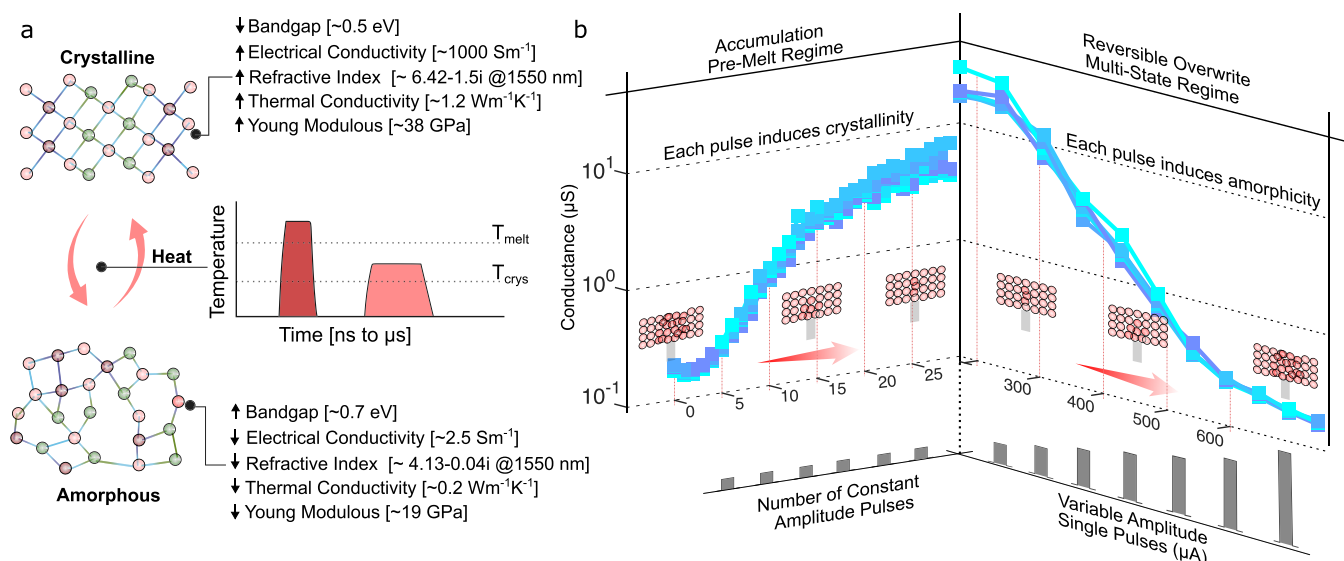 a
Crystalline
↓ Bandgap [~0.5 eV]
↑ Electrical Conductivity [~1000 Sm⁻¹]
↑ Refractive Index [~ 6.42-1.5i @1550 nm]
↑ Thermal Conductivity [~1.2 Wm⁻¹K⁻¹]
↑ Young Modulous [~38 GPa]
Heat
Temperature
T_melt
T_crys
Time [ns to µs]
↑ Bandgap [~0.7 eV]
↓ Electrical Conductivity [~2.5 Sm⁻¹]
↓ Refractive Index [~ 4.13-0.04i @1550 nm]
↓ Thermal Conductivity [~0.2 Wm⁻¹K⁻¹]
↓ Young Modulous [~19 GPa]
Amorphous
b
Accumulation
Pre-Melt Regime
Reversible Overwrite
Multi-State Regime
Each pulse induces crystallinity
Each pulse induces amorphicity
Conductance (µS)
10¹
10⁰
10⁻¹
0 5 10 15 20 25
300 400 500 600
Number of Constant
Amplitude Pulses
Variable Amplitude
Single Pulses (µA)